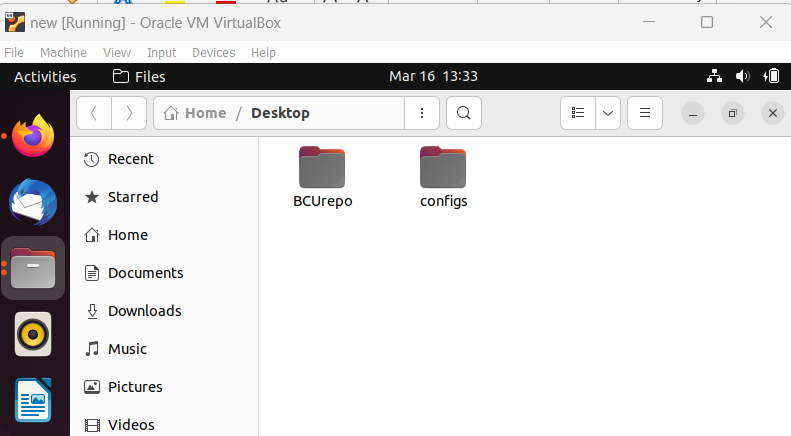 new [Running] - Oracle VM VirtualBox
File Machine View Input Devices Help
Activities Files Mar 16 13:33
Home / Desktop
Recent
Starred
Home
Documents
Downloads
Music
Pictures
Videos
BCUrepo configs